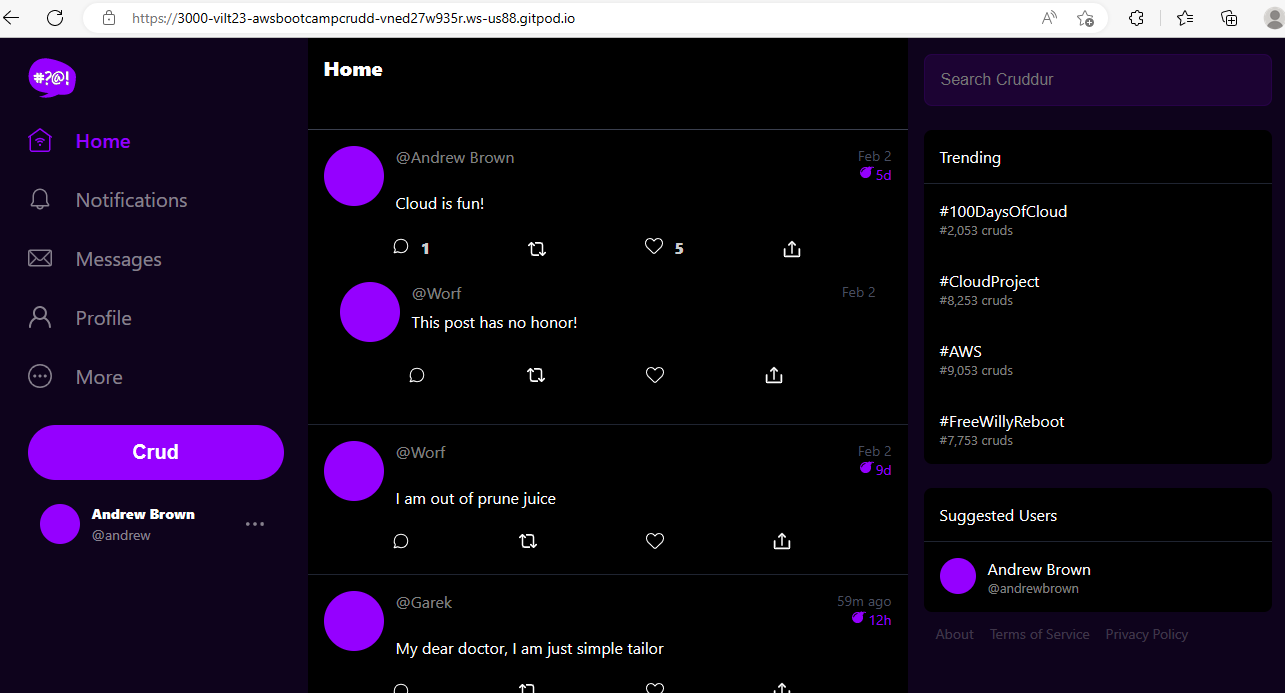 https://3000-vilt23-awsbootcampcrudd-vned27w935r.ws-us88.gitpod.io
#?@!
Home
Notifications
Messages
Profile
More
Crud
Andrew Brown
@andrew
Home
@Andrew Brown
Feb 2
5d
Cloud is fun!
1
5
@Worf
Feb 2
This post has no honor!
@Worf
Feb 2
9d
I am out of prune juice
@Garek
59m ago
12h
My dear doctor, I am just simple tailor
Search Cruddur
Trending
#100DaysOfCloud
#2,053 cruds
#CloudProject
#8,253 cruds
#AWS
#9,053 cruds
#FreeWillyReboot
#7,753 cruds
Suggested Users
Andrew Brown
@andrewbrown
About Terms of Service Privacy Policy